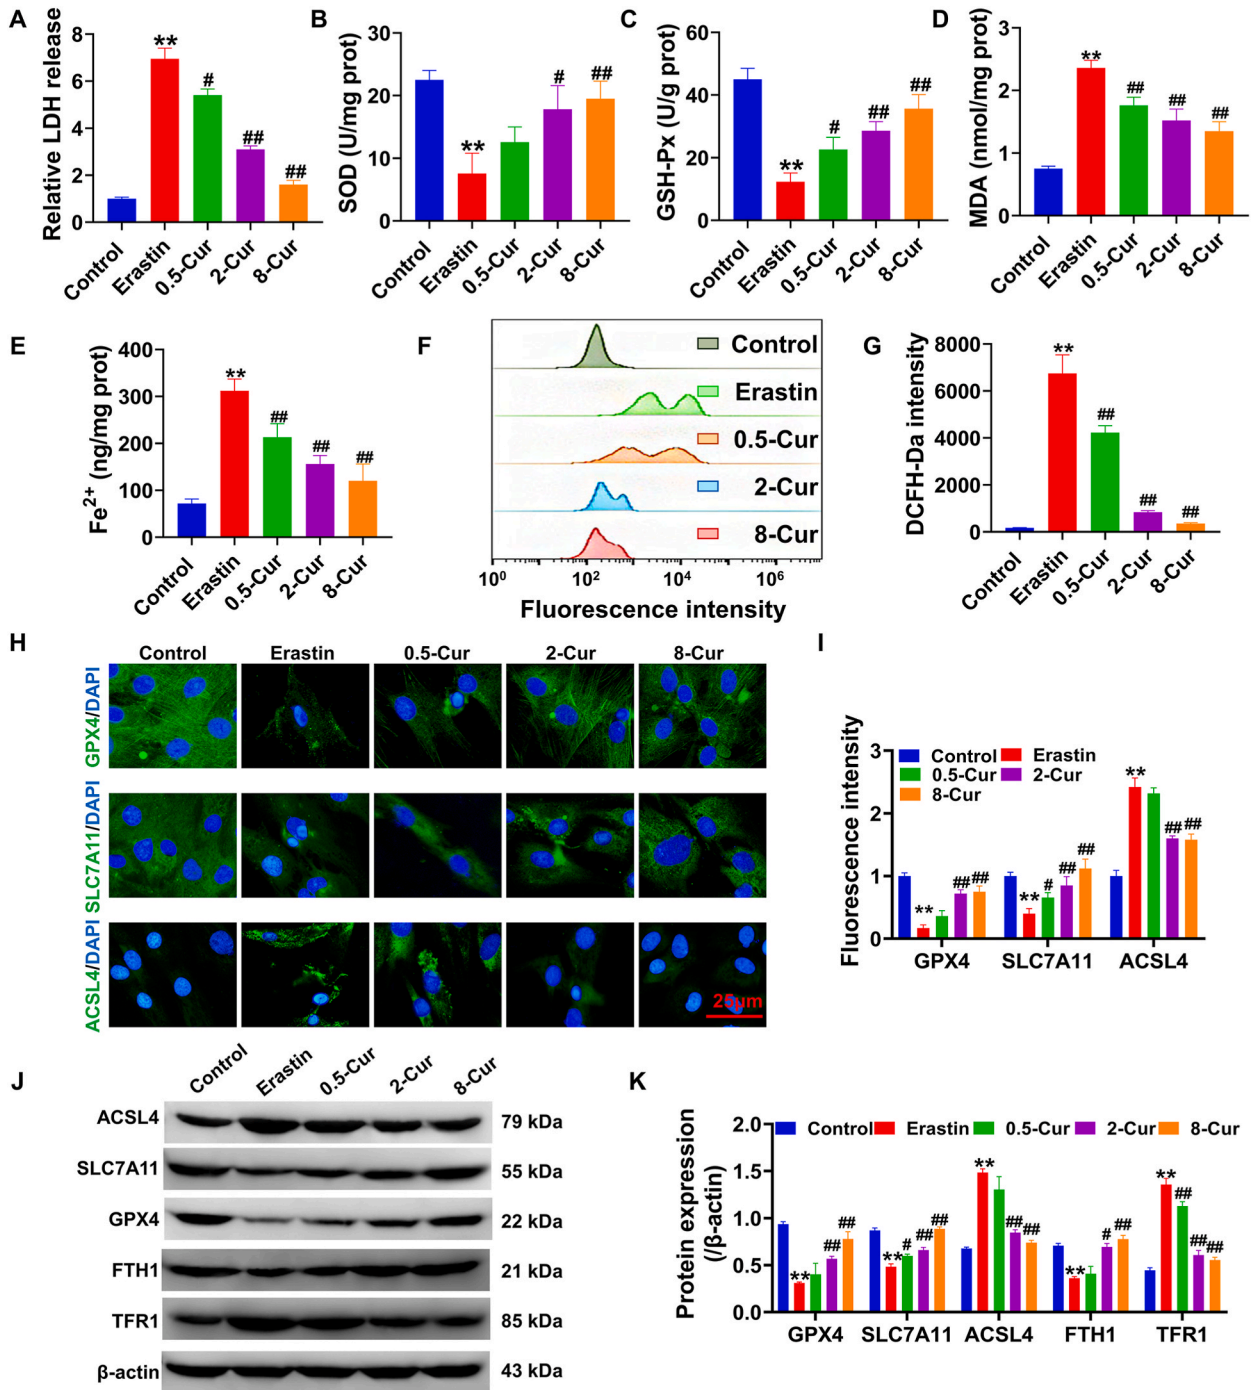 A
Relative LDH release
8
6
4
2
0
**
#
##
##
Control
Erastin
0.5-Cur
2-Cur
8-Cur
B
SOD (U/mg prot)
30
20
10
0
**
#
##
Control
Erastin
0.5-Cur
2-Cur
8-Cur
C
GSH-Px (U/g prot)
60
40
20
0
**
#
##
##
Control
Erastin
0.5-Cur
2-Cur
8-Cur
D
MDA (nmol/mg prot)
3
2
1
0
**
##
##
##
Control
Erastin
0.5-Cur
2-Cur
8-Cur
E
Fe2+ (ng/mg prot)
400
300
200
100
0
**
##
##
##
Control
Erastin
0.5-Cur
2-Cur
8-Cur
F
Control
Erastin
0.5-Cur
2-Cur
8-Cur
10^0 10^2 10^4 10^6
Fluorescence intensity
G
DCFH-Da intensity
8000
6000
4000
2000
0
**
##
##
##
Control
Erastin
0.5-Cur
2-Cur
8-Cur
H
Control Erastin 0.5-Cur 2-Cur 8-Cur
GPX4/DAPI
SLC7A11/DAPI
ACSL4/DAPI
25μm
I
Fluorescence intensity
3
2
1
0
Control Erastin
0.5-Cur 2-Cur
8-Cur
** ## ##
** # ## ##
** ## ##
GPX4 SLC7A11 ACSL4
J
Control Erastin 0.5-Cur 2-Cur 8-Cur
ACSL4 79 kDa
SLC7A11 55 kDa
GPX4 22 kDa
FTH1 21 kDa
TFR1 85 kDa
β-actin 43 kDa
K
Protein expression
(/β-actin)
2.0
1.5
1.0
0.5
0.0
Control Erastin 0.5-Cur 2-Cur 8-Cur
** ## ##
** # ## ##
** ## ##
** # ##
** ## ## ##
GPX4 SLC7A11 ACSL4 FTH1 TFR1